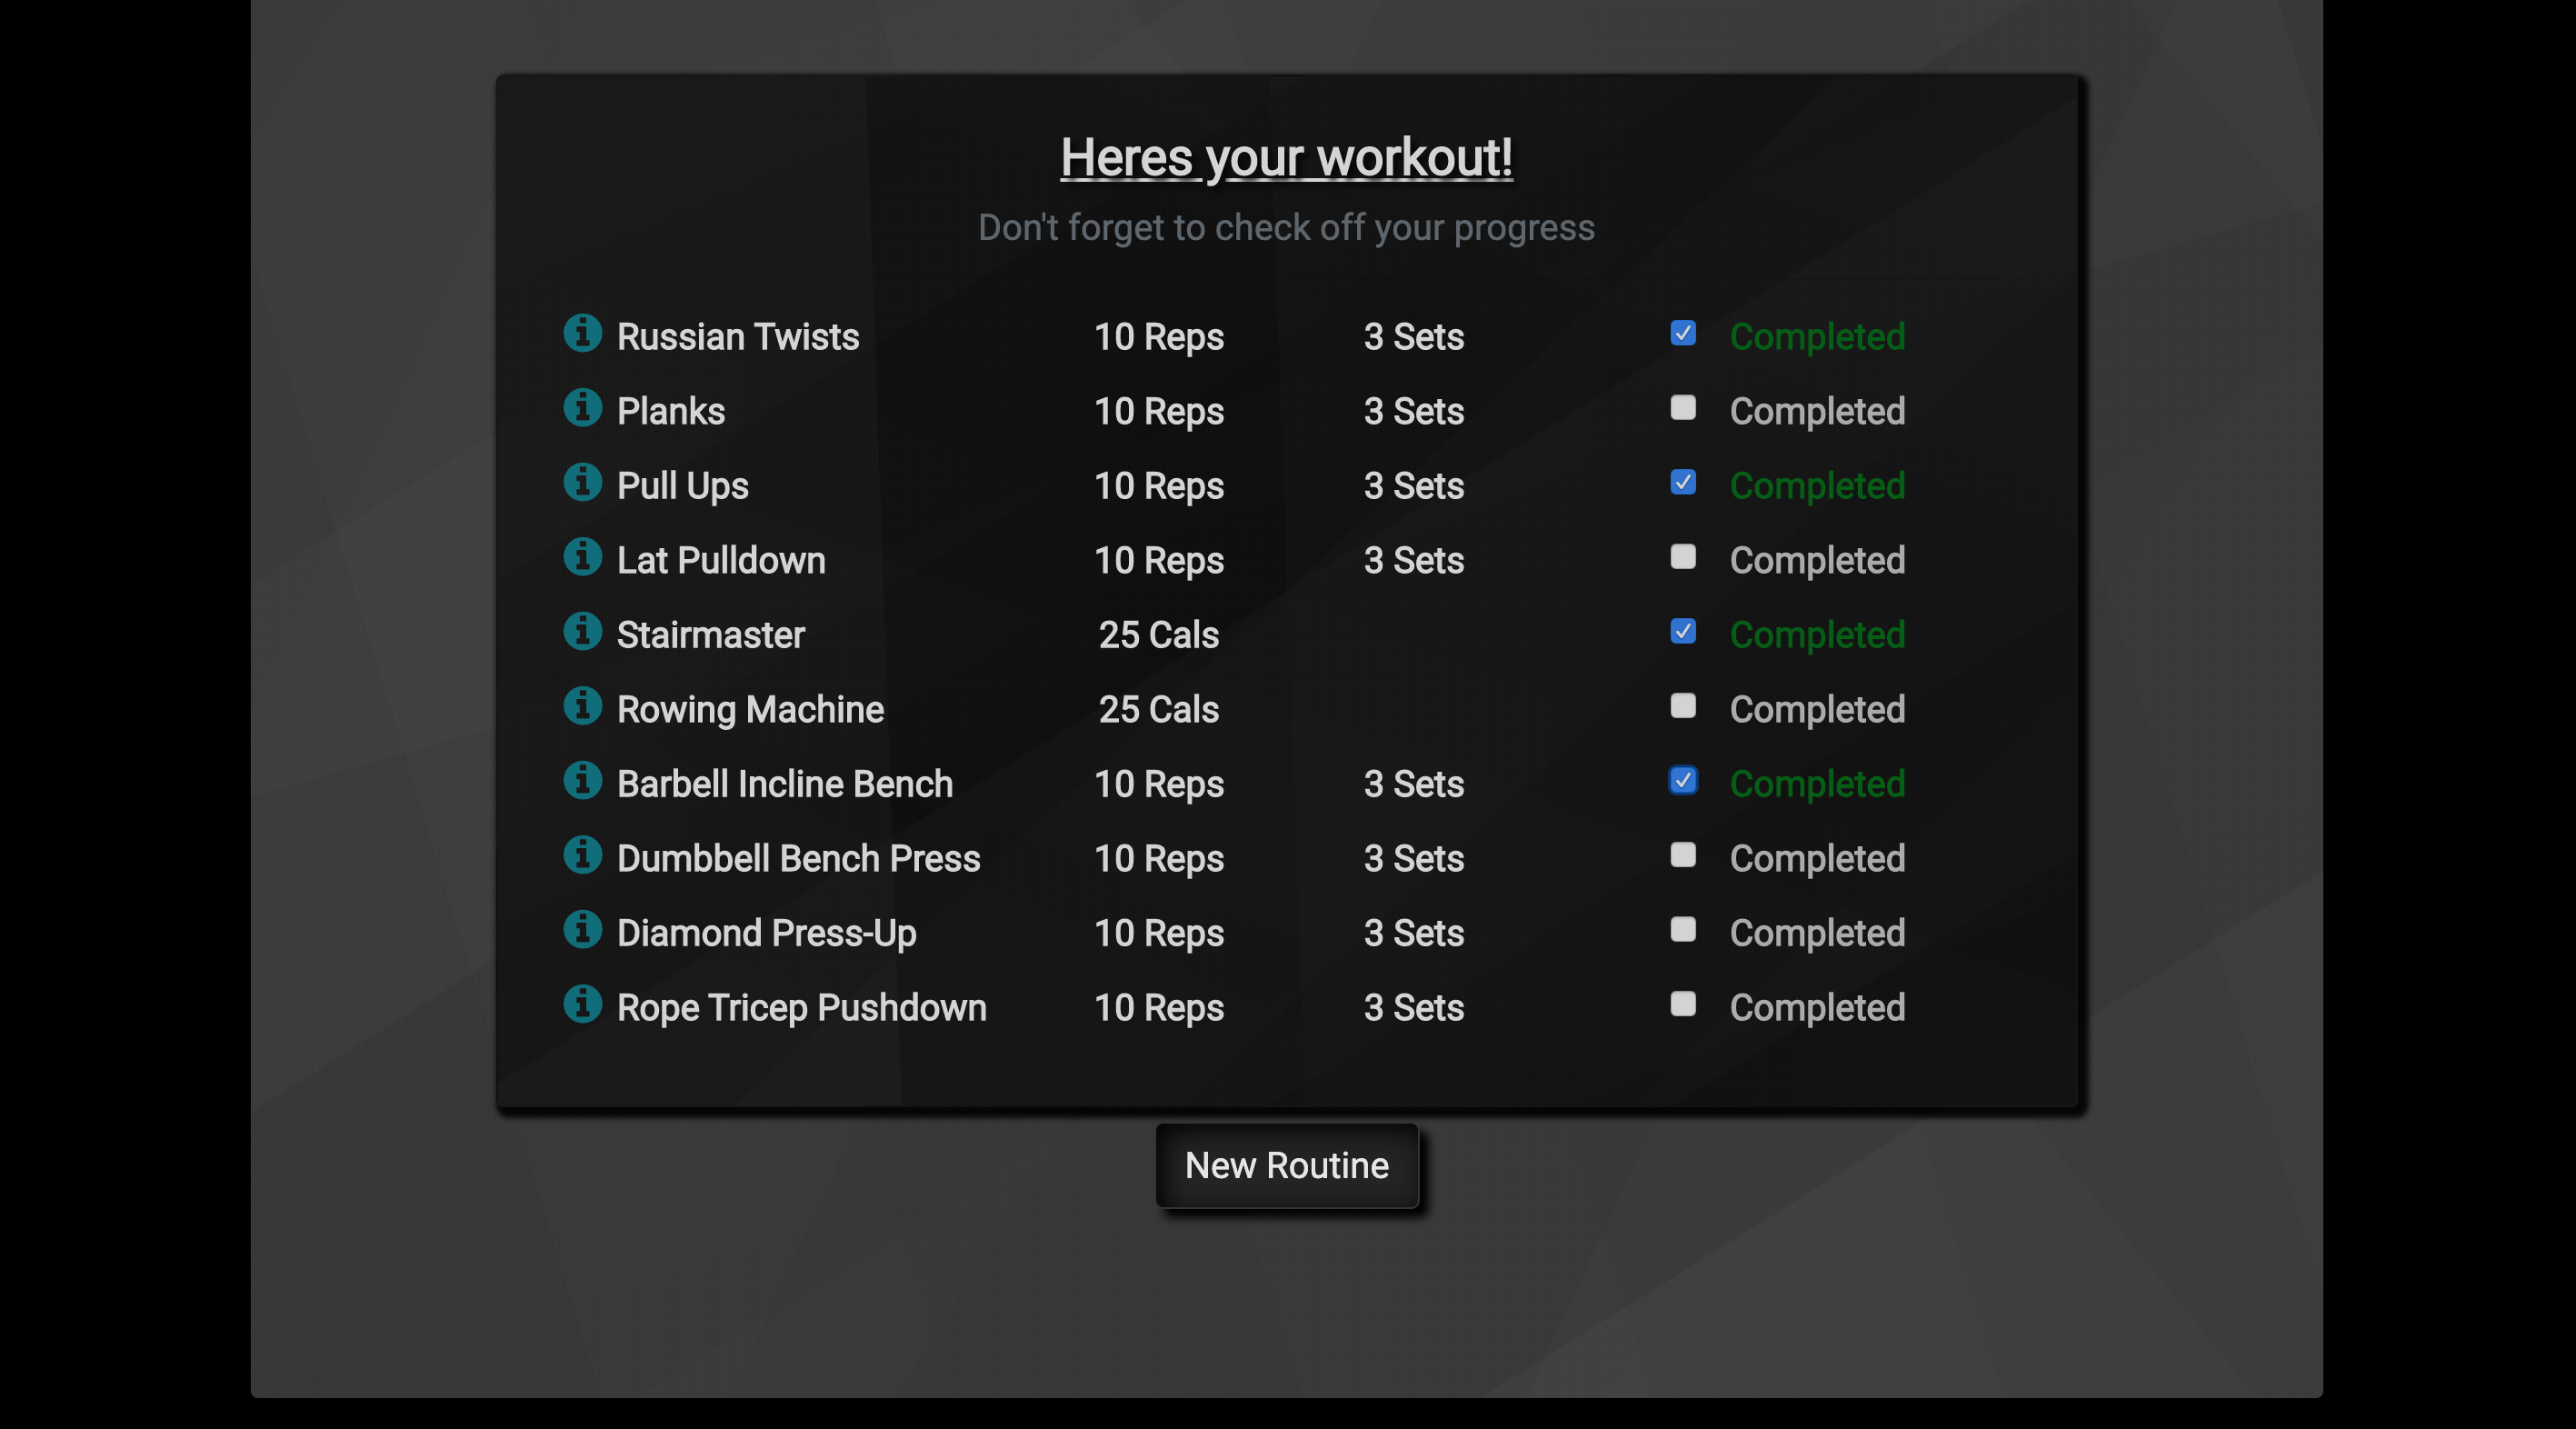 Heres your workout!
Don't forget to check off your progress
Russian Twists 10 Reps 3 Sets Completed
Planks 10 Reps 3 Sets Completed
Pull Ups 10 Reps 3 Sets Completed
Lat Pulldown 10 Reps 3 Sets Completed
Stairmaster 25 Cals Completed
Rowing Machine 25 Cals Completed
Barbell Incline Bench 10 Reps 3 Sets Completed
Dumbbell Bench Press 10 Reps 3 Sets Completed
Diamond Press-Up 10 Reps 3 Sets Completed
Rope Tricep Pushdown 10 Reps 3 Sets Completed
New Routine